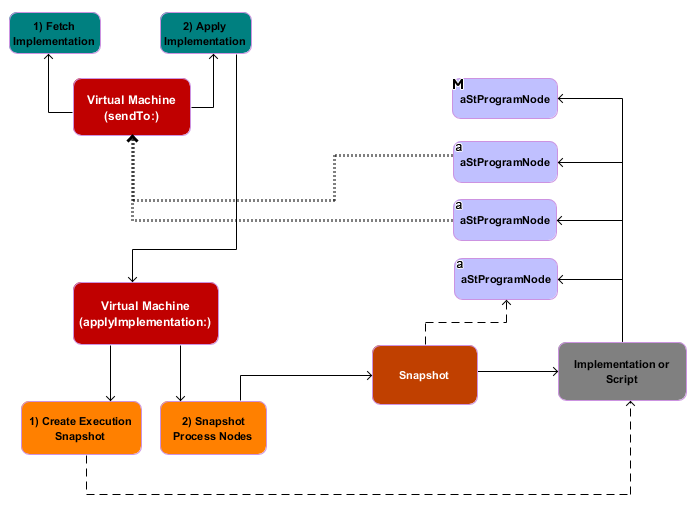 1) Fetch
Implementation
2) Apply
Implementation
Virtual Machine
(sendTo:)
M
aStProgramNode
a
aStProgramNode
a
aStProgramNode
a
aStProgramNode
Virtual Machine
(applyImplementation:)
Snapshot
Implementation or
Script
1) Create Execution
Snapshot
2) Snapshot
Process Nodes